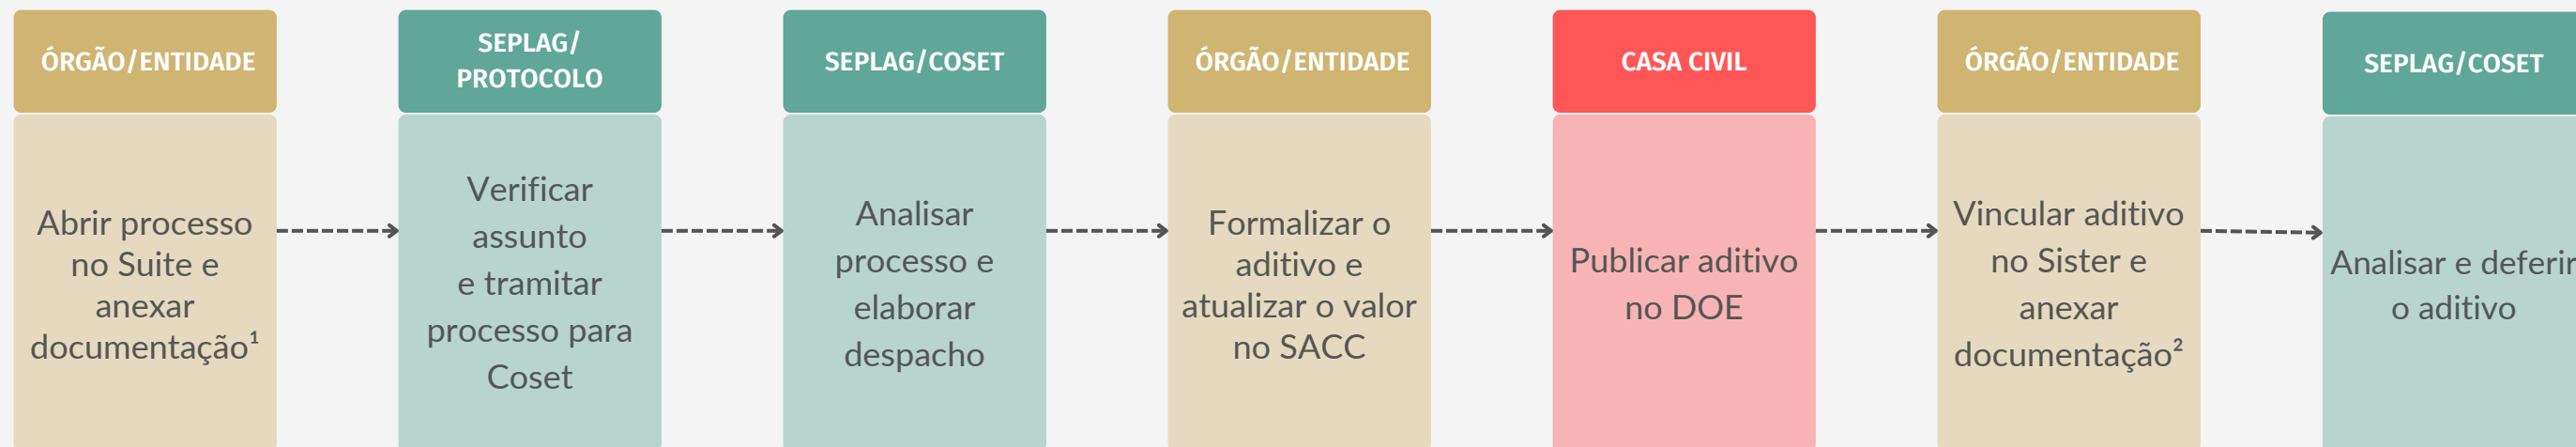 ÓRGÃO/ENTIDADE
Abrir processo
no Suite e
anexar
documentação¹
SEPLAG/
PROTOCOLO
Verificar
assunto
e tramitar
processo para
Coset
SEPLAG/COSET
Analisar
processo e
elaborar
despacho
ÓRGÃO/ENTIDADE
Formalizar o
aditivo e
atualizar o valor
no SACC
CASA CIVIL
Publicar aditivo
no DOE
ÓRGÃO/ENTIDADE
Vincular aditivo
no Sister e
anexar
documentação²
SEPLAG/COSET
Analisar e deferir
o aditivo